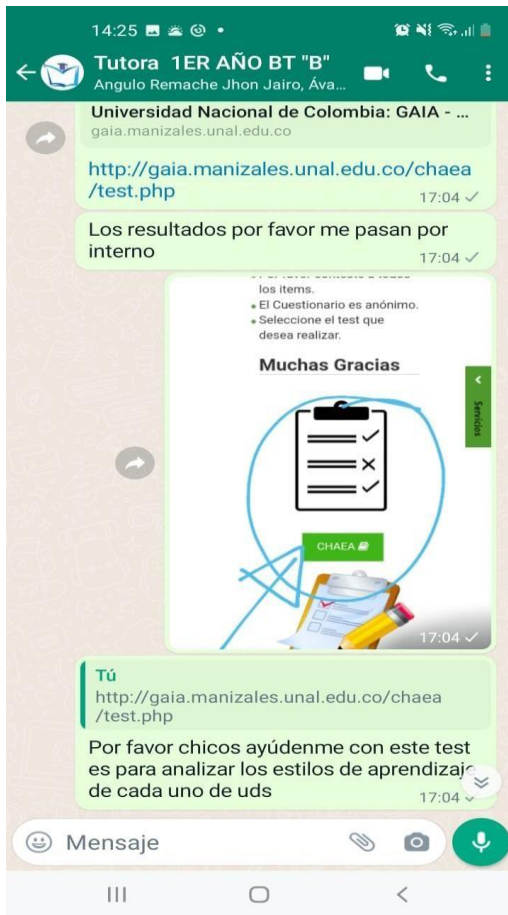 14:25
Tutora 1ER AÑO BT "B"
Angulo Remache Jhon Jairo, Áva...
Universidad Nacional de Colombia: GAIA - ...
gaia.manizales.unal.edu.co
http://gaia.manizales.unal.edu.co/chaea
/test.php
17:04
Los resultados por favor me pasan por
interno
17:04
los items.
El Cuestionario es anónimo.
Seleccione el test que
desea realizar.
Muchas Gracias
Servicios
CHAEA
17:04
Tú
http://gaia.manizales.unal.edu.co/chaea
/test.php
Por favor chicos ayúdenme con este test
es para analizar los estilos de aprendizaje
de cada uno de uds
17:04
Mensaje